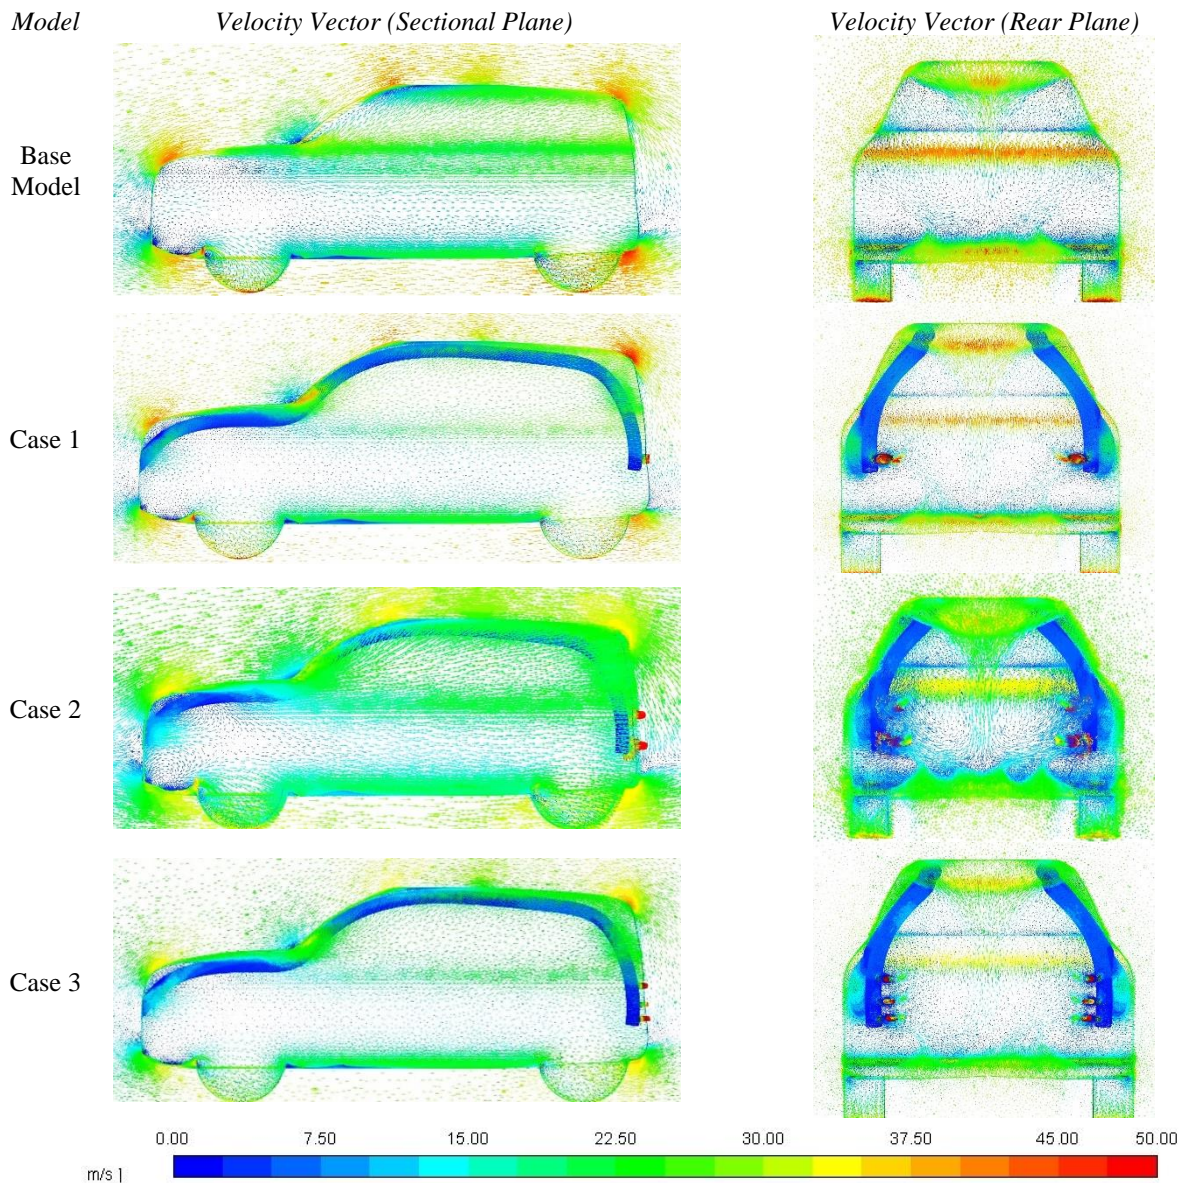 Model Velocity Vector (Sectional Plane) Velocity Vector (Rear Plane)
Base
Model
Case 1
Case 2
Case 3
0.00 7.50 15.00 22.50 30.00 37.50 45.00 50.00
m/s ]